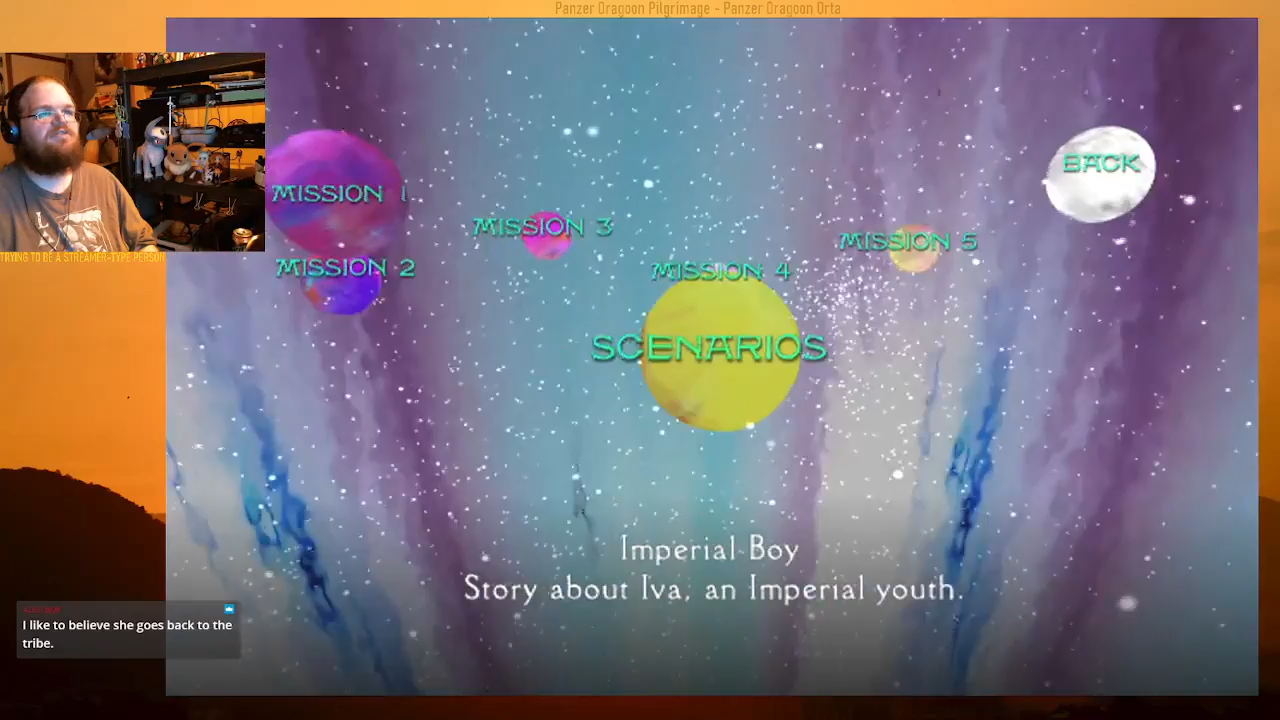 Panzer Dragoon Pilgrimage - Panzer Dragoon Orta
BACK
MISSION 1
MISSION 3
MISSION 5
MISSION 2
MISSION 4
TRYING TO BE A STREAMER-TYPE PERSON
SCENARIOS
Imperial Boy
Story about Iva, an Imperial youth.
I like to believe she goes back to the
tribe.